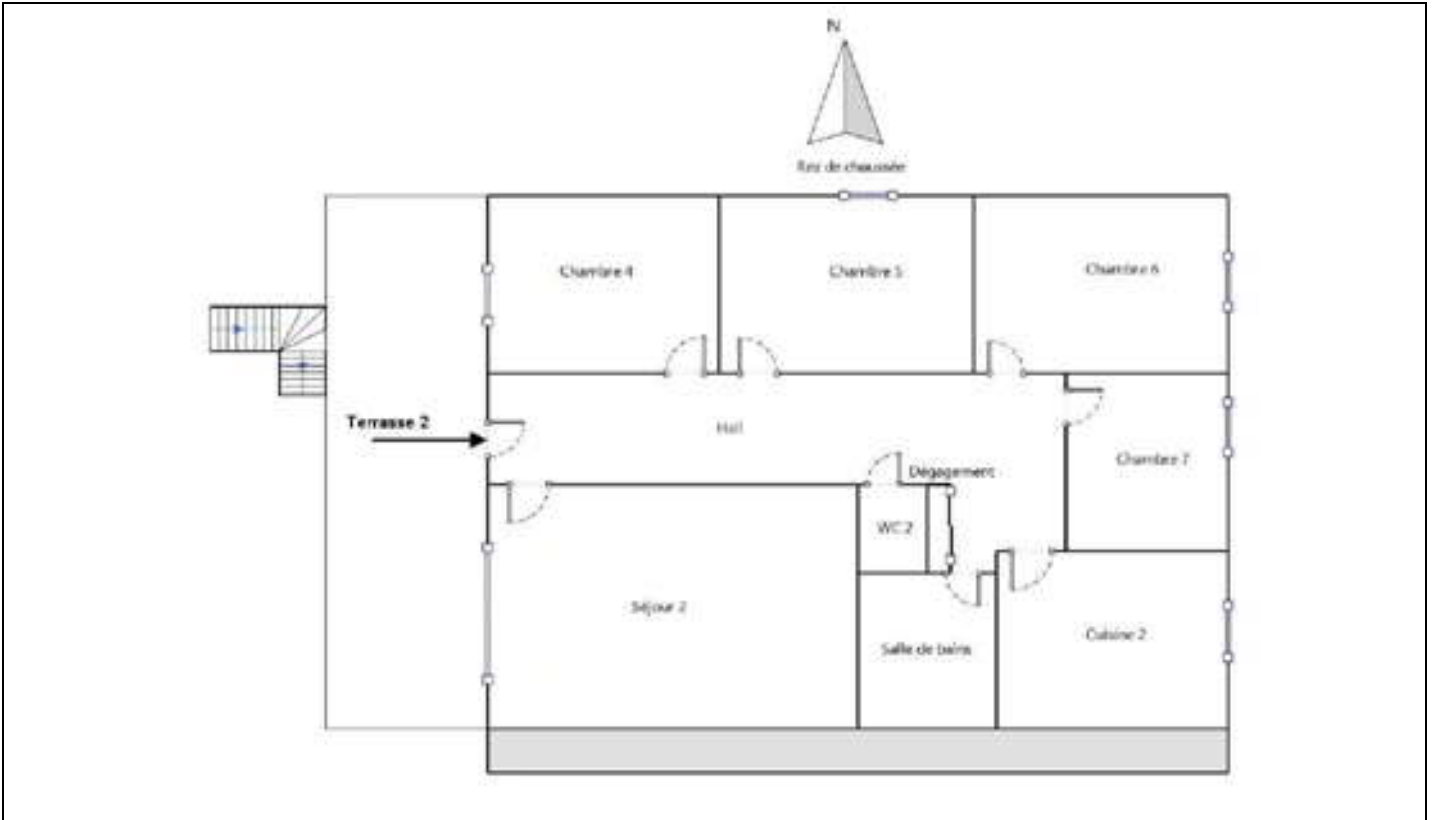 N
Rez de chaussée
Chambre 4
Chambre 5
Chambre 6
Terrasse 2
Hall
Chambre 7
Dégagement
WC 2
Séjour 2
Cuisine 2
Salle de bains